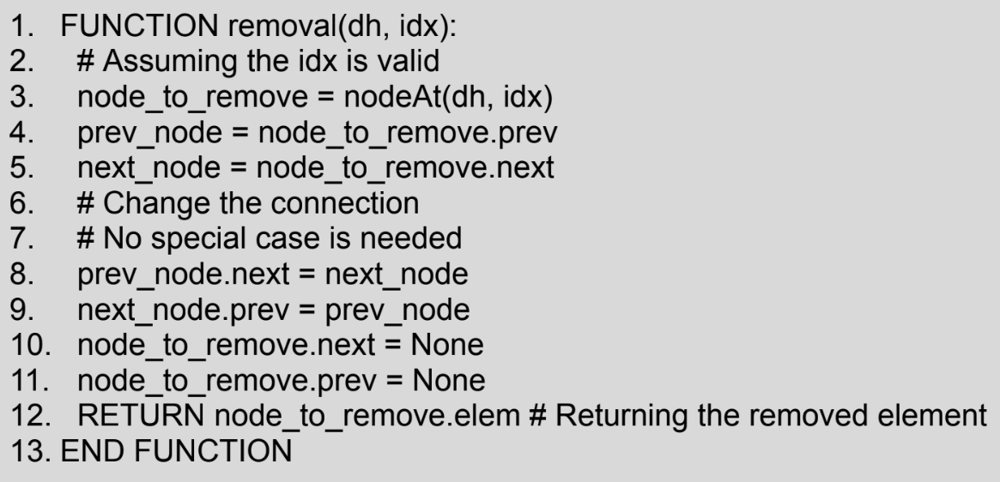 1. FUNCTION removal(dh, idx):
2. # Assuming the idx is valid
3. node_to_remove = nodeAt(dh, idx)
4. prev_node = node_to_remove.prev
5. next_node = node_to_remove.next
6. # Change the connection
7. # No special case is needed
8. prev_node.next = next_node
9. next_node.prev = prev_node
10. node_to_remove.next = None
11. node_to_remove.prev = None
12. RETURN node_to_remove.elem # Returning the removed element
13. END FUNCTION